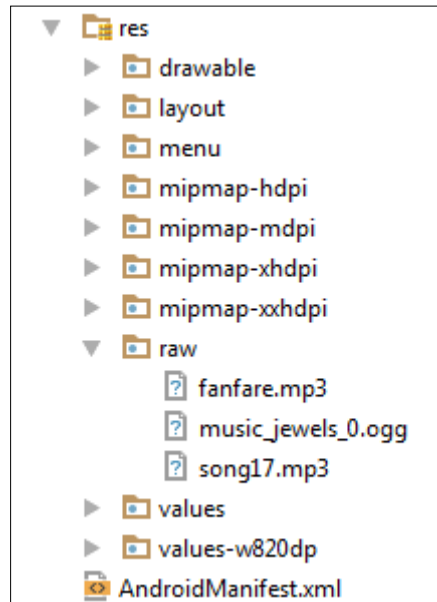 res
drawable
layout
menu
mipmap-hdpi
mipmap-mdpi
mipmap-xhdpi
mipmap-xxhdpi
raw
fanfare.mp3
music_jewels_0.ogg
song17.mp3
values
values-w820dp
AndroidManifest.xml